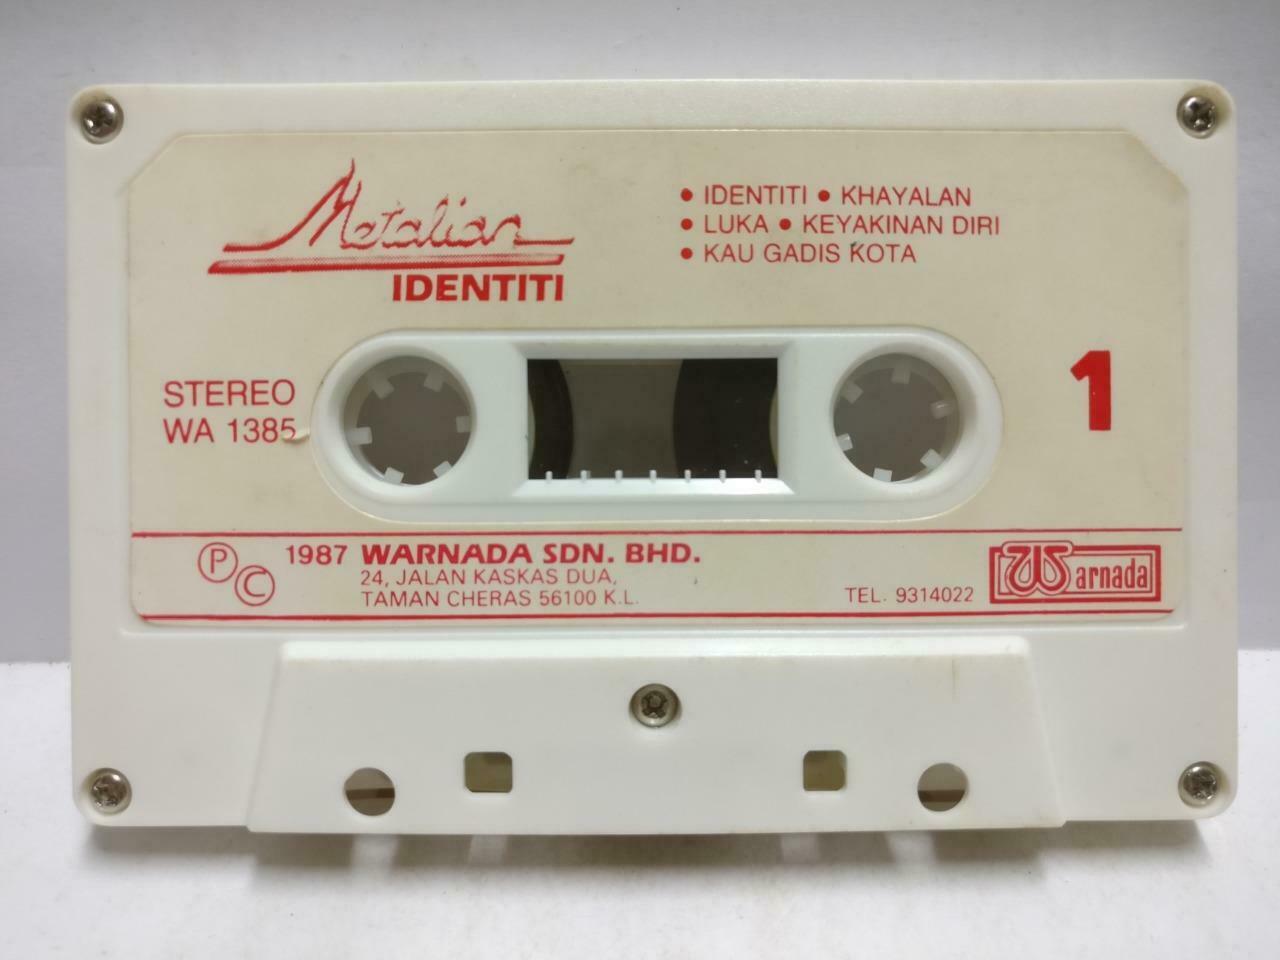 Metalian
IDENTITI
• IDENTITI • KHAYALAN
• LUKA • KEYAKINAN DIRI
• KAU GADIS KOTA
STEREO
WA 1385
1
Ⓟ © 1987 WARNADA SDN. BHD.
24, JALAN KASKAS DUA,
TAMAN CHERAS 56100 K.L.
TEL. 9314022
Warnada